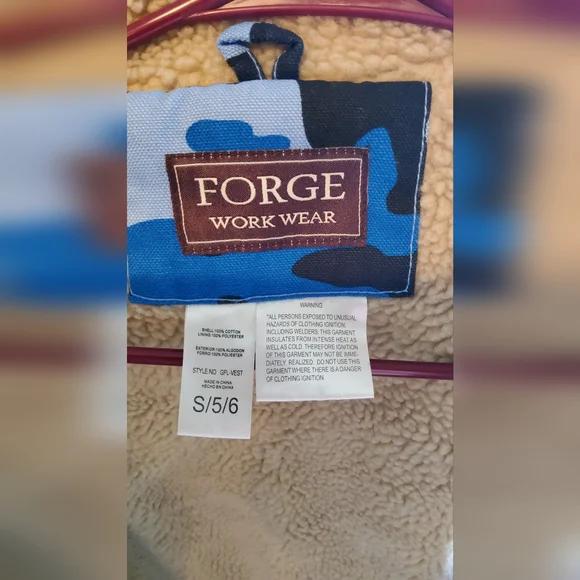 FORGE
WORK WEAR
SHELL 100% COTTON
LINING 100% POLYESTER
EXTERIOR 100% ALGODON
FORRO 100% POLYESTER
STYLE NO GFL-VEST
MADE IN CHINA
HECHO EN CHINA
S/5/6
WARNING
"ALL PERSONS EXPOSED TO UNUSUAL
HAZARDS OF CLOTHING IGNITION,
INCLUDING WELDERS: THIS GARMENT
INSULATES FROM INTENSE HEAT AS
WELL AS COLD. THEREFORE IGNITION
OF THIS GARMENT MAY NOT BE IMME-
DIATELY REALIZED. DO NOT USE THIS
GARMENT WHERE THERE IS A DANGER
OF CLOTHING IGNITION